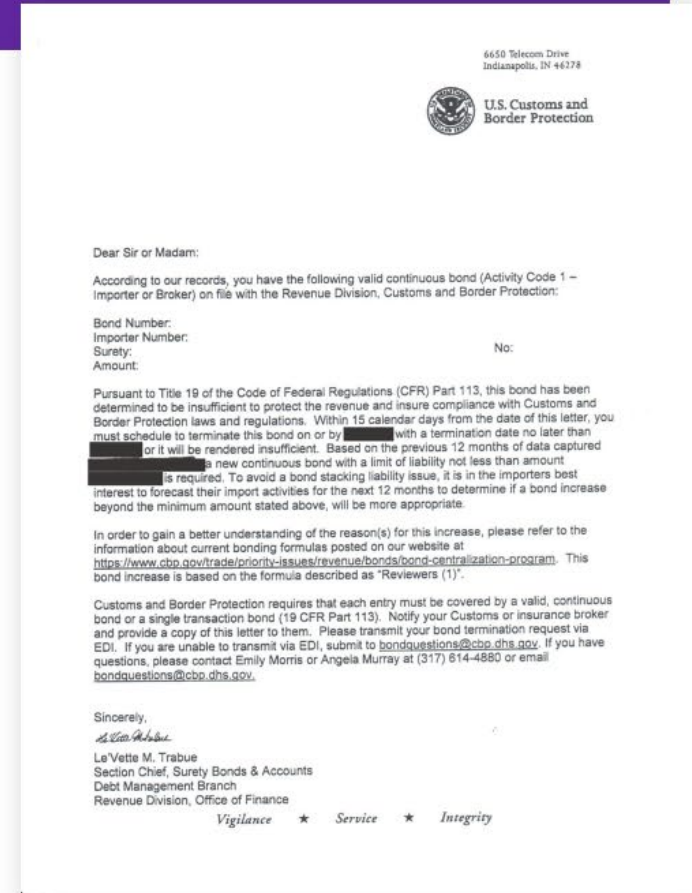 6650 Telecom Drive
Indianapolis, IN 46278
U.S. Customs and
Border Protection
Dear Sir or Madam:
According to our records, you have the following valid continuous bond (Activity Code 1 –
Importer or Broker) on file with the Revenue Division, Customs and Border Protection:
Bond Number:
Importer Number:
Surety: No:
Amount:
Pursuant to Title 19 of the Code of Federal Regulations (CFR) Part 113, this bond has been
determined to be insufficient to protect the revenue and insure compliance with Customs and
Border Protection laws and regulations. Within 15 calendar days from the date of this letter, you
must schedule to terminate this bond on or by with a termination date no later than
or it will be rendered insufficient. Based on the previous 12 months of data captured
a new continuous bond with a limit of liability not less than amount
is required. To avoid a bond stacking liability issue, it is in the importers best
interest to forecast their import activities for the next 12 months to determine if a bond increase
beyond the minimum amount stated above, will be more appropriate.
In order to gain a better understanding of the reason(s) for this increase, please refer to the
information about current bonding formulas posted on our website at
https://www.cbp.gov/trade/priority-issues/revenue/bonds/bond-centralization-program. This
bond increase is based on the formula described as "Reviewers (1)".
Customs and Border Protection requires that each entry must be covered by a valid, continuous
bond or a single transaction bond (19 CFR Part 113). Notify your Customs or insurance broker
and provide a copy of this letter to them. Please transmit your bond termination request via
EDI. If you are unable to transmit via EDI, submit to bondquestions@cbp.dhs.gov. If you have
questions, please contact Emily Morris or Angela Murray at (317) 614-4880 or email
bondquestions@cbp.dhs.gov.
Sincerely,
Le'Vette M. Trabue
Section Chief, Surety Bonds & Accounts
Debt Management Branch
Revenue Division, Office of Finance
Vigilance ★ Service ★ Integrity